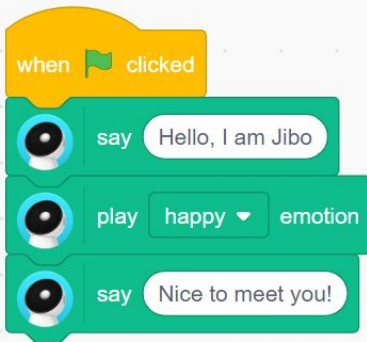 when clicked
say Hello, I am Jibo
play happy emotion
say Nice to meet you!